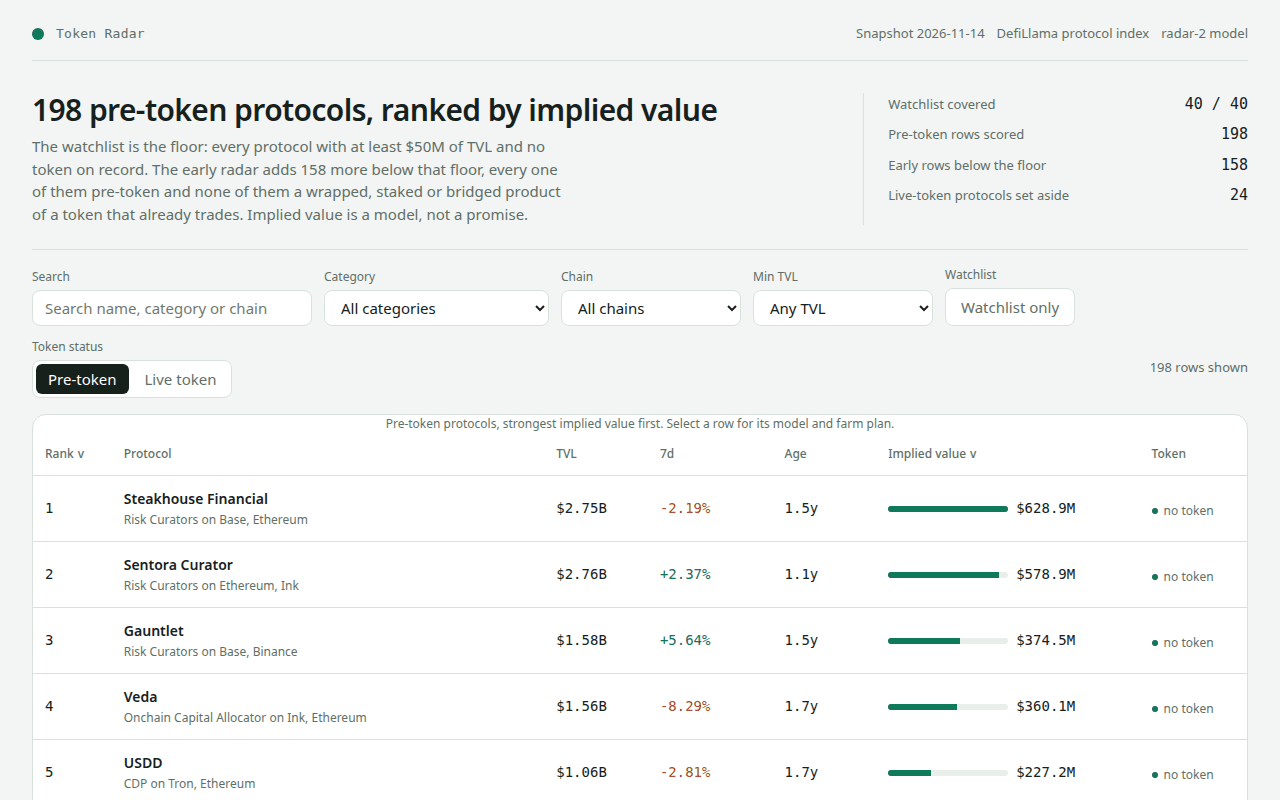 Token Radar
Snapshot 2026-11-14 DefiLlama protocol index radar-2 model
198 pre-token protocols, ranked by implied value
The watchlist is the floor: every protocol with at least $50M of TVL and no
token on record. The early radar adds 158 more below that floor, every one
of them pre-token and none of them a wrapped, staked or bridged product
of a token that already trades. Implied value is a model, not a promise.
Watchlist covered 40 / 40
Pre-token rows scored 198
Early rows below the floor 158
Live-token protocols set aside 24
Search Category Chain Min TVL Watchlist
Search name, category or chain All categories All chains Any TVL Watchlist only
Token status
Pre-token Live token
198 rows shown
Pre-token protocols, strongest implied value first. Select a row for its model and farm plan.
Rank v Protocol TVL 7d Age Implied value v Token
1 Steakhouse Financial $2.75B -2.19% 1.5y $628.9M no token
Risk Curators on Base, Ethereum
2 Sentora Curator $2.76B +2.37% 1.1y $578.9M no token
Risk Curators on Ethereum, Ink
3 Gauntlet $1.58B +5.64% 1.5y $374.5M no token
Risk Curators on Base, Binance
4 Veda $1.56B -8.29% 1.7y $360.1M no token
Onchain Capital Allocator on Ink, Ethereum
5 USDD $1.06B -2.81% 1.7y $227.2M no token
CDP on Tron, Ethereum